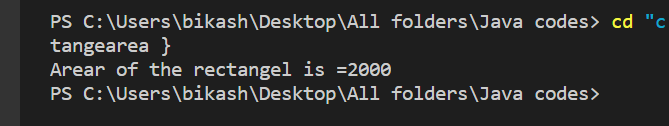 PS C:\Users\bikash\Desktop\All folders\Java codes> cd "c
tangearea }
Arear of the rectangel is =2000
PS C:\Users\bikash\Desktop\All folders\Java codes>